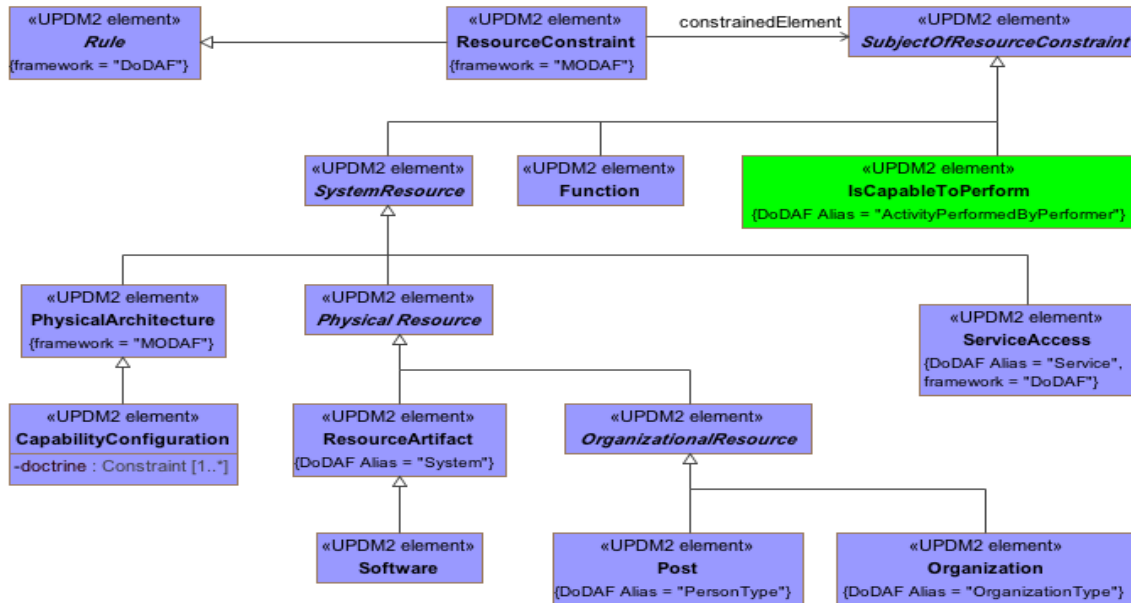 «UPDM2 element»
Rule
{framework = "DoDAF"}
«UPDM2 element»
ResourceConstraint
{framework = "MODAF"}
constrainedElement
«UPDM2 element»
SubjectOfResourceConstraint
«UPDM2 element»
SystemResource
«UPDM2 element»
Function
«UPDM2 element»
IsCapableToPerform
{DoDAF Alias = "ActivityPerformedByPerformer"}
«UPDM2 element»
PhysicalArchitecture
{framework = "MODAF"}
«UPDM2 element»
Physical Resource
«UPDM2 element»
ServiceAccess
{DoDAF Alias = "Service",
framework = "DoDAF"}
«UPDM2 element»
CapabilityConfiguration
-doctrine : Constraint [1..*]
«UPDM2 element»
ResourceArtifact
{DoDAF Alias = "System"}
«UPDM2 element»
OrganizationalResource
«UPDM2 element»
Software
«UPDM2 element»
Post
{DoDAF Alias = "PersonType"}
«UPDM2 element»
Organization
{DoDAF Alias = "OrganizationType"}